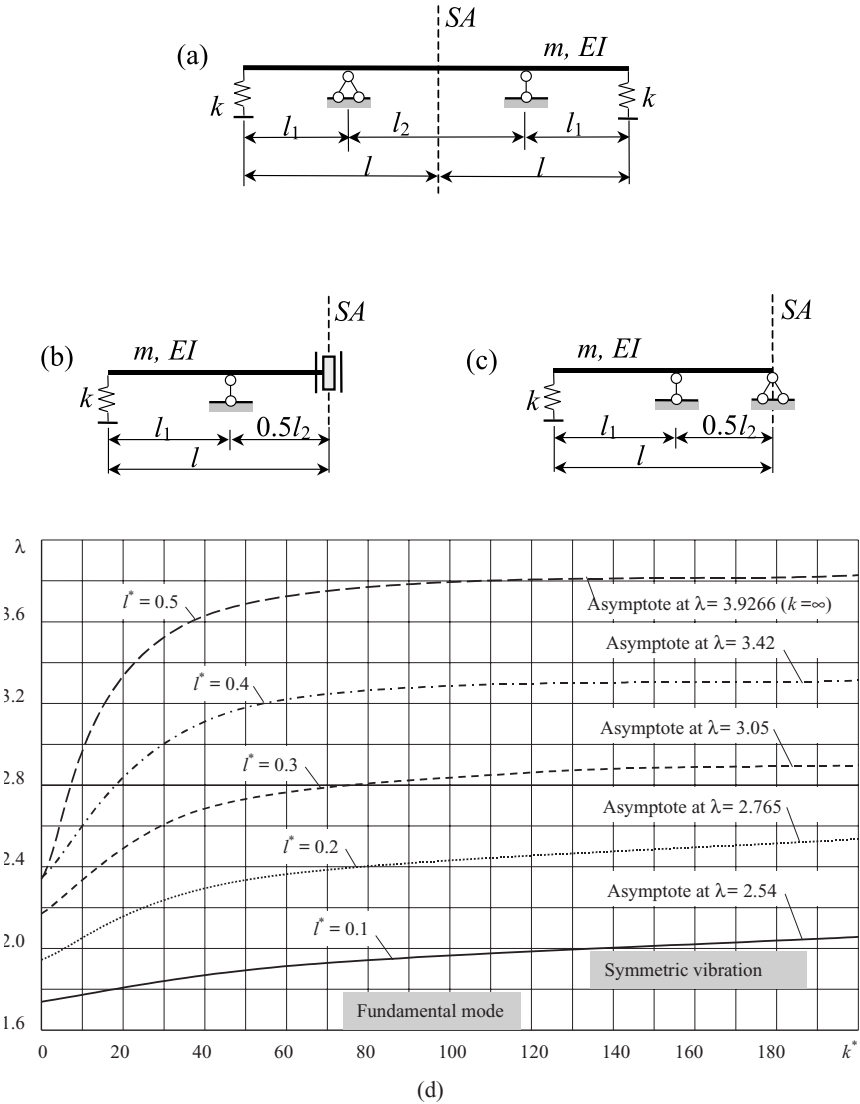 SA
(a)
m, EI
k
k
l₁
l₂
l₁
l
l
SA
(b)
m, EI
k
l₁
0.5l₂
l
SA
(c)
m, EI
k
l₁
0.5l₂
l
λ
3.6
3.2
2.8
2.4
2.0
1.6
l* = 0.5
Asymptote at λ= 3.9266 (k =∞)
Asymptote at λ= 3.42
l* = 0.4
Asymptote at λ= 3.05
l* = 0.3
Asymptote at λ= 2.765
l* = 0.2
Asymptote at λ= 2.54
l* = 0.1
Symmetric vibration
Fundamental mode
0 20 40 60 80 100 120 140 160 180 k*
(d)